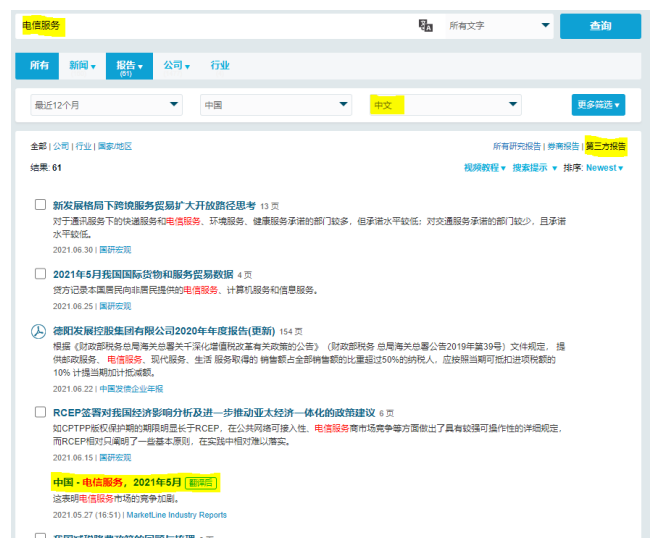 电信服务 所有文字 查询
所有 新闻 报告 (61) 公司 行业
最近12个月 中国 中文 更多筛选
全部 | 公司 | 行业 | 国家/地区 所有研究报告 | 券商报告 | 第三方报告
结果: 61 视频教程 搜索提示 排序: Newest
新发展格局下跨境服务贸易扩大开放路径思考 13 页
对于通讯服务下的快递服务和电信服务、环境服务、健康服务承诺的部门较多，但承诺水平较低；对交通服务承诺的部门较少，且承诺
水平较低。
2021.06.30 | 国研宏观
2021年5月我国国际货物和服务贸易数据 4 页
贷方记录本国居民向非居民提供的电信服务、计算机服务和信息服务。
2021.06.25 | 国研宏观
德阳发展控股集团有限公司2020年年度报告(更新) 154 页
根据《财政部税务总局海关总署关于深化增值税改革有关政策的公告》（财政部税务 总局海关总署公告2019年第39号）文件规定， 提
供邮政服务、 电信服务、现代服务、生活 服务取得的 销售额占全部销售额的比重超过50%的纳税人，应按照当期可抵扣进项税额的
10% 计提当期加计抵减额。
2021.06.22 | 中国发债企业年报
RCEP签署对我国经济影响分析及进一步推动亚太经济一体化的政策建议 6 页
如CPTPP版权保护期的期限明显长于RCEP，在公共网络可接入性、电信服务商市场竞争等方面做出了具有较强可操作性的详细规定，
而RCEP相对只阐明了一些基本原则，在实践中相对难以落实。
2021.06.15 | 国研宏观
中国 - 电信服务，2021年5月 翻译自
这表明电信服务市场的竞争加剧。
2021.05.27 (16:51) | MarketLine Industry Reports